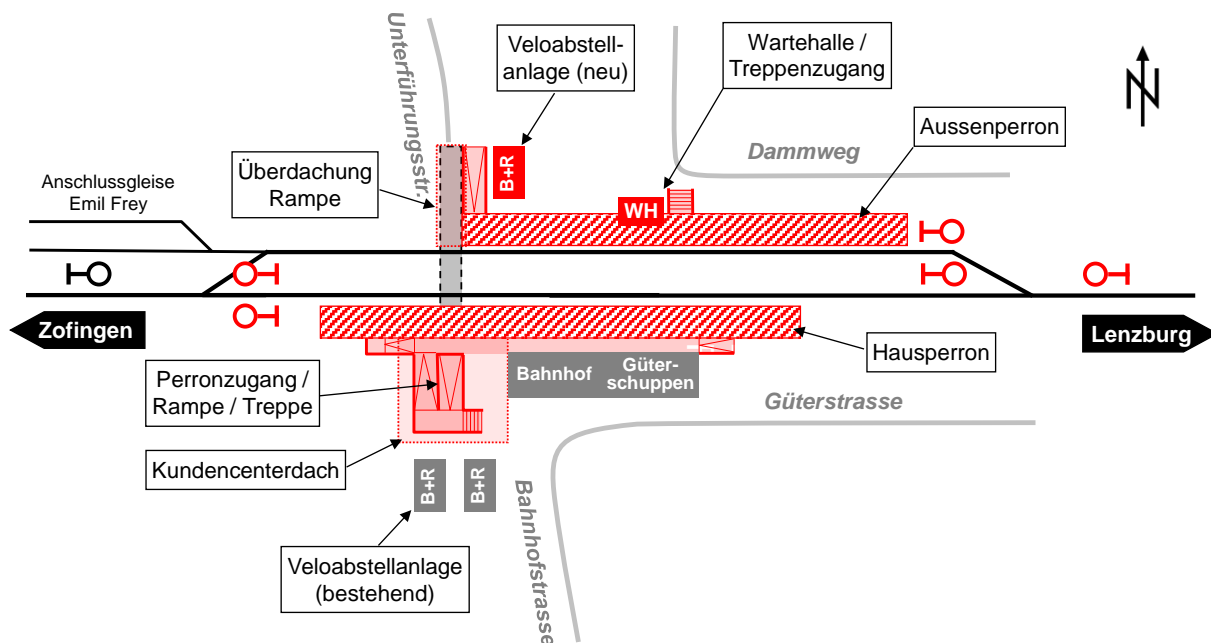 Unterführungsstr.
Veloabstell-
anlage (neu)
Wartehalle /
Treppenzugang
N
Aussenperron
Dammweg
Überdachung
Rampe
B+R
Anschlussgleise
Emil Frey
WH
Zofingen
Lenzburg
Hausperron
Bahnhof
Güter-
schuppen
Perronzugang /
Rampe / Treppe
Güterstrasse
Kundencenterdach
B+R
B+R
Bahnhofstrasse
Veloabstellanlage
(bestehend)